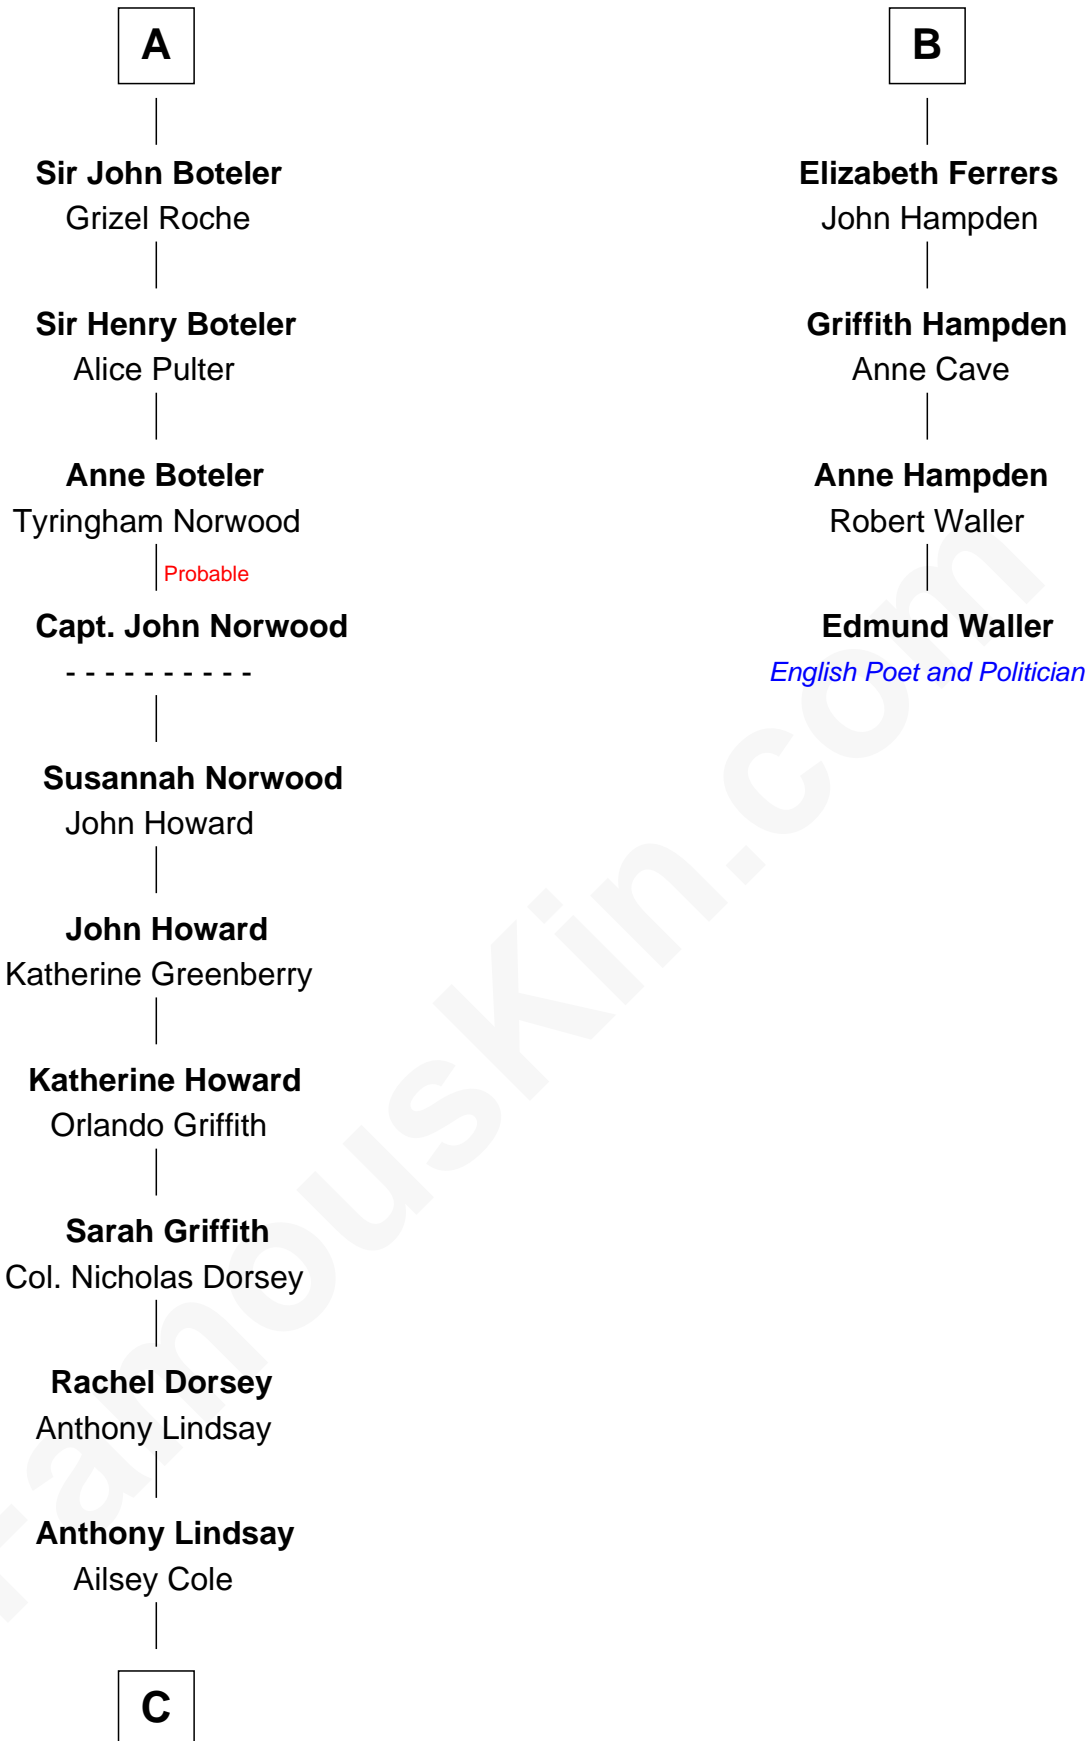 A
Sir John Boteler
Grizel Roche
Sir Henry Boteler
Alice Pulter
Anne Boteler
Tyringham Norwood
Probable
Capt. John Norwood
- - - - - - - - - -
Susannah Norwood
John Howard
John Howard
Katherine Greenberry
Katherine Howard
Orlando Griffith
Sarah Griffith
Col. Nicholas Dorsey
Rachel Dorsey
Anthony Lindsay
Anthony Lindsay
Ailsey Cole
C
B
Elizabeth Ferrers
John Hampden
Griffith Hampden
Anne Cave
Anne Hampden
Robert Waller
Edmund Waller
English Poet and Politician
FamousKin.com